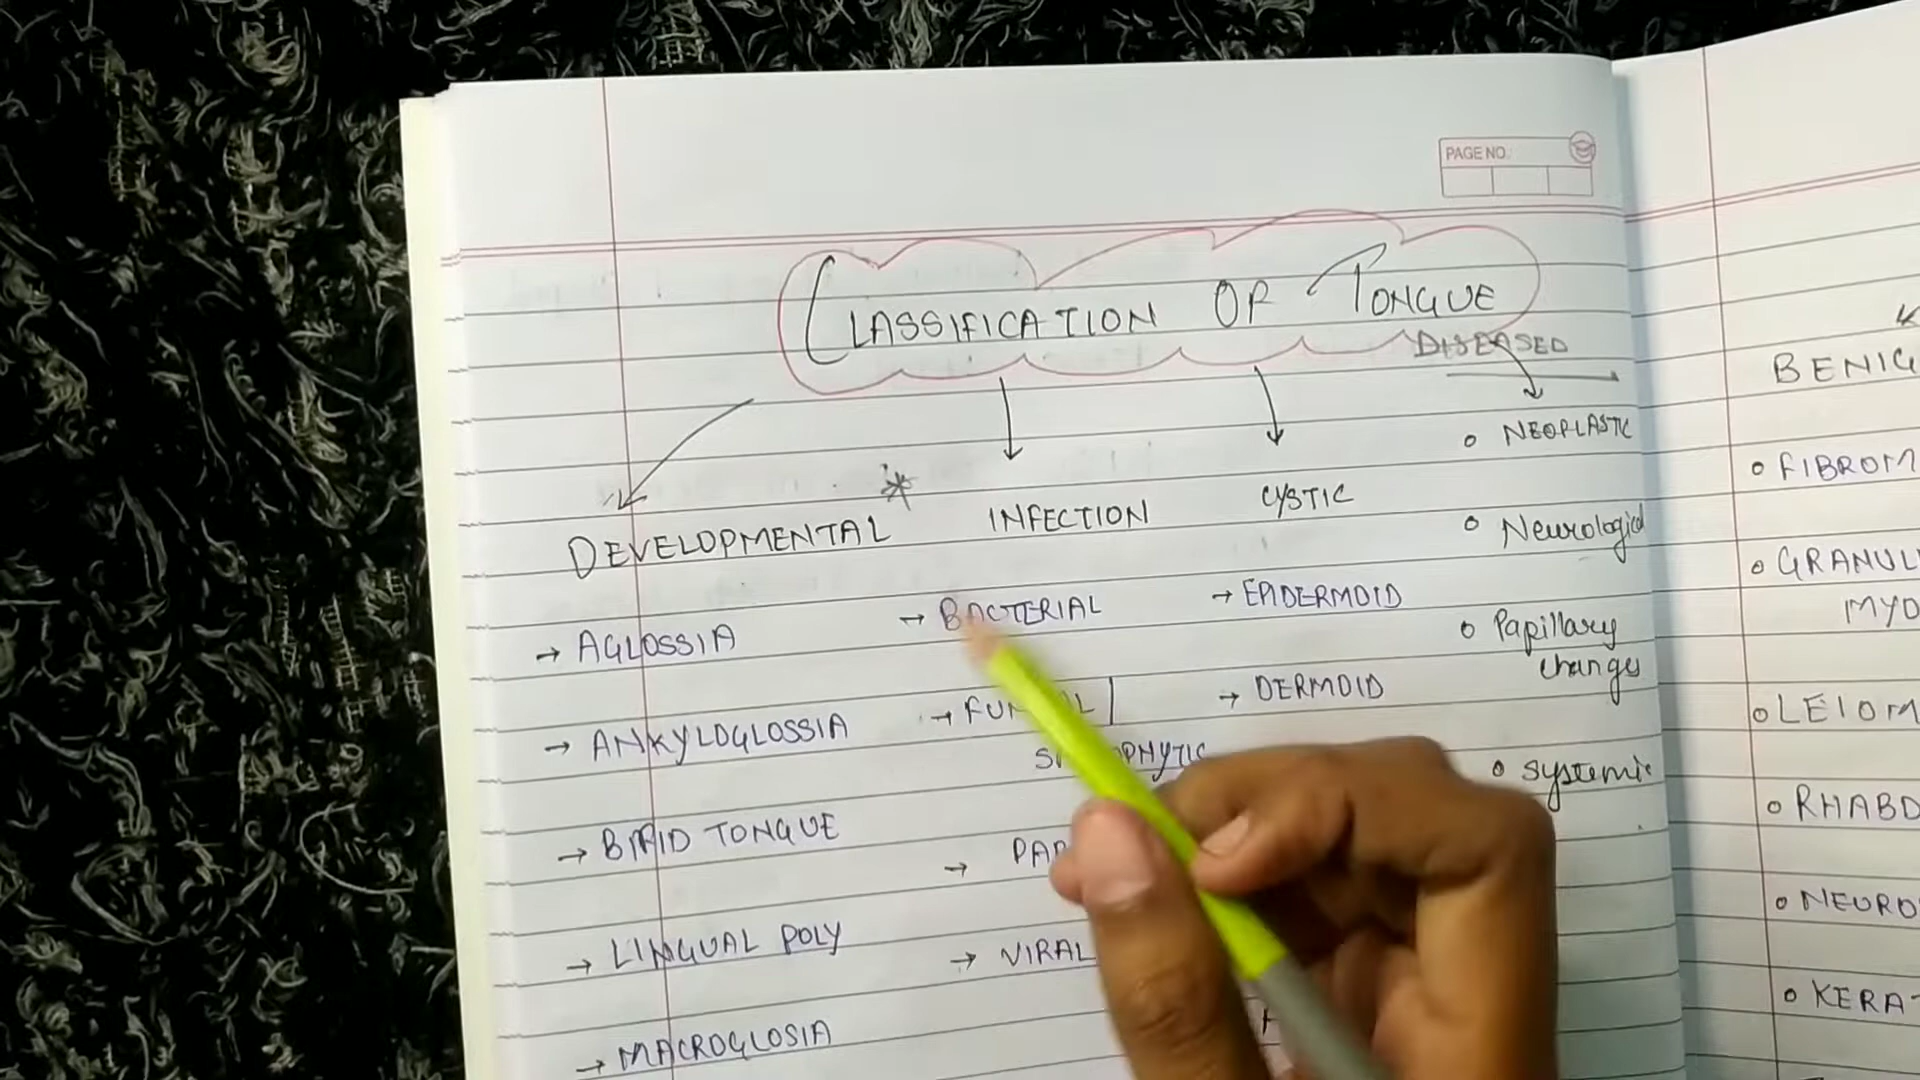 PAGE NO.
CLASSIFICATION OF TONGUE
DISEASED
DEVELOPMENTAL *
→ AGLOSSIA
→ ANKYLOGLOSSIA
→ BIFID TONGUE
→ LINGUAL POLY
→ MACROGLOSIA
INFECTION
→ BACTERIAL
→
→
→ VIRAL
CYSTIC
→ EPIDERMOID
→ DERMOID
o NEOPLASTIC
o Neurological
o Papillary
changes
o systemic
BENIG
o FIBROM
o GRANUL
MYO
o LEIOM
o RHABD
o NEURO
o KERAT